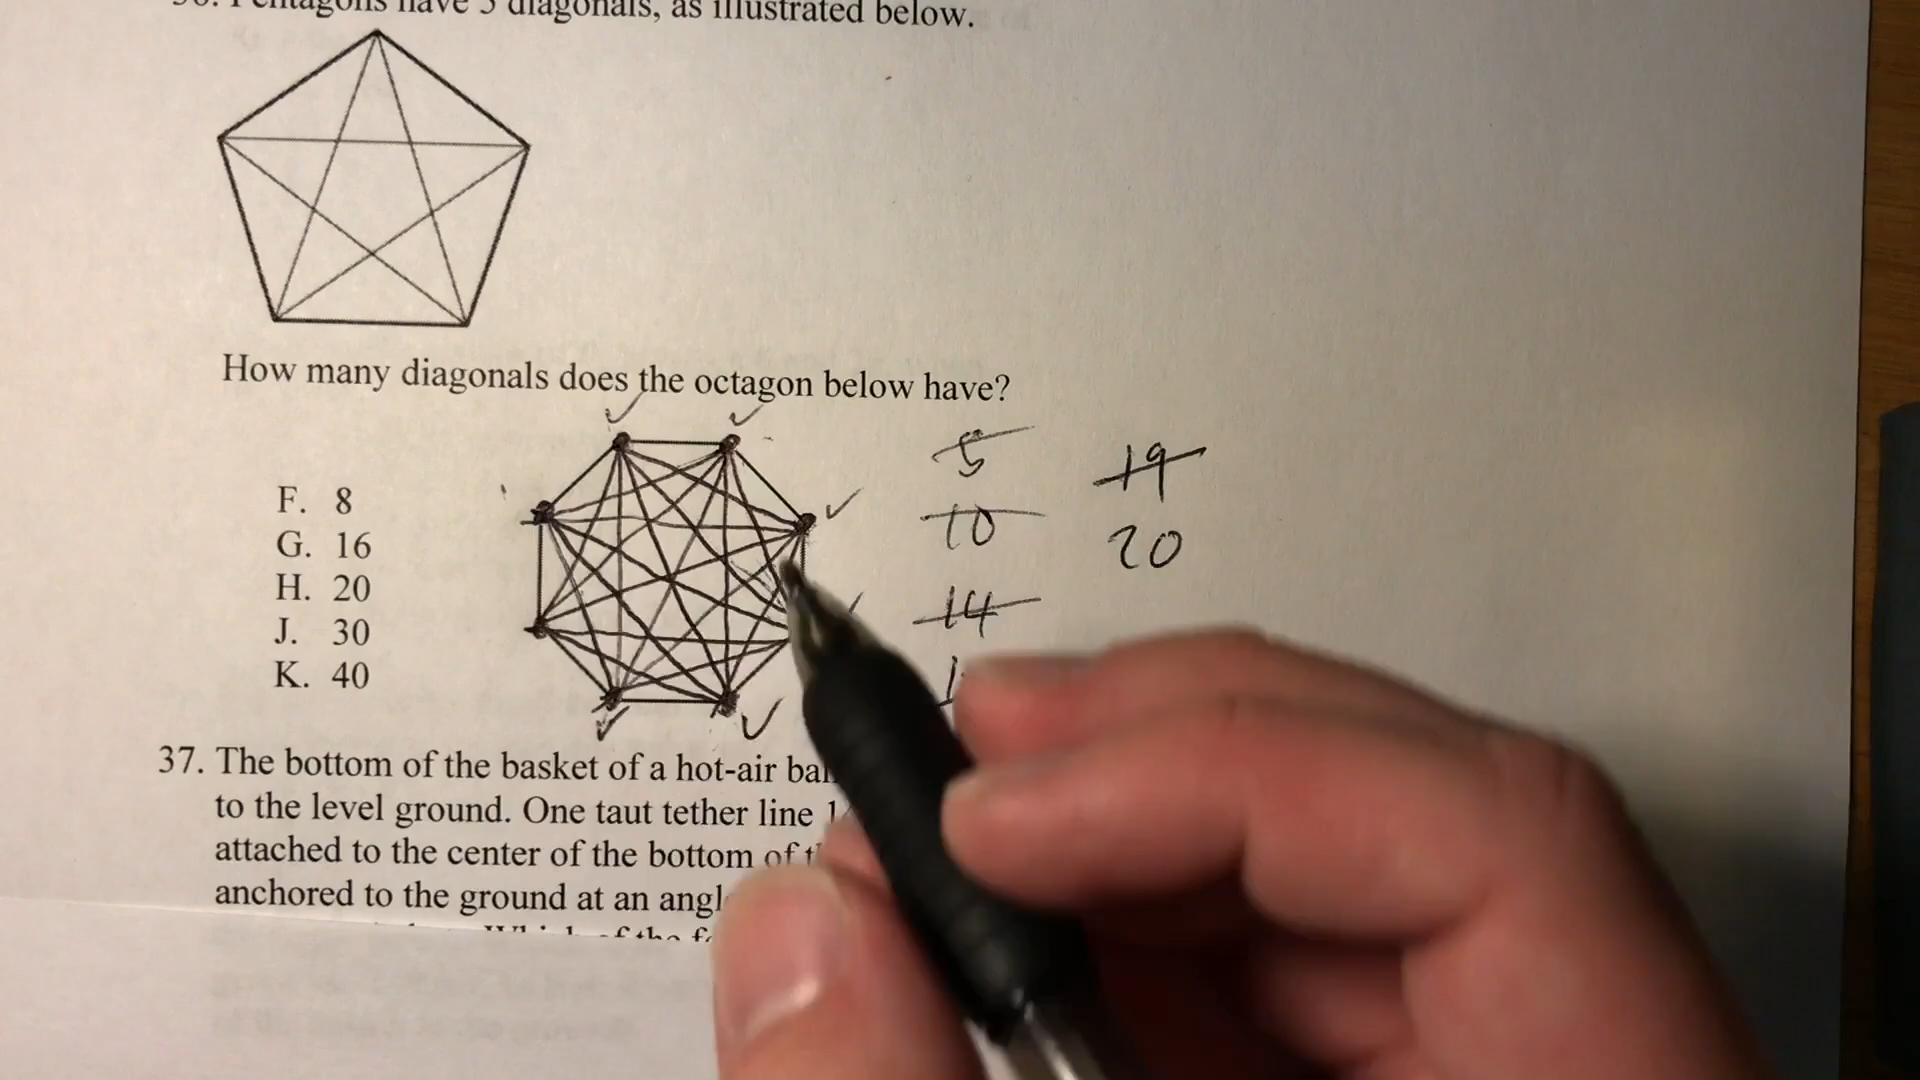 Pentagons have 5 diagonals, as illustrated below.
How many diagonals does the octagon below have?
F. 8
G. 16
H. 20
J. 30
K. 40
5
10
14
19
20
37. The bottom of the basket of a hot-air
to the level ground. One taut tether line
attached to the center of the bottom of
anchored to the ground at an